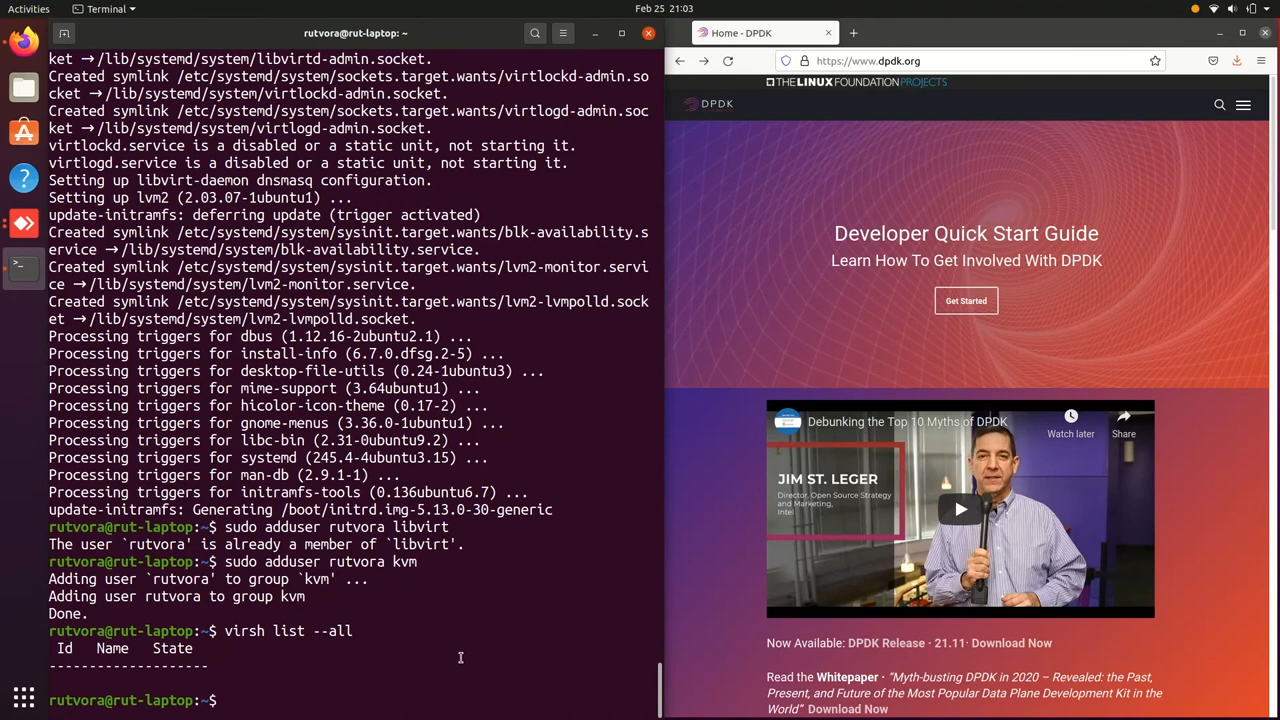 Activities
Terminal
Feb 25 21:03
rutvora@rut-laptop: ~
ket → /lib/systemd/system/libvirtd-admin.socket.
Created symlink /etc/systemd/system/sockets.target.wants/virtlockd-admin.so
cket → /lib/systemd/system/virtlockd-admin.socket.
Created symlink /etc/systemd/system/sockets.target.wants/virtlogd-admin.soc
ket → /lib/systemd/system/virtlogd-admin.socket.
virtlockd.service is a disabled or a static unit, not starting it.
virtlogd.service is a disabled or a static unit, not starting it.
Setting up libvirt-daemon dnsmasq configuration.
Setting up lvm2 (2.03.07-1ubuntu1) ...
update-initramfs: deferring update (trigger activated)
Created symlink /etc/systemd/system/sysinit.target.wants/blk-availability.s
ervice → /lib/systemd/system/blk-availability.service.
Created symlink /etc/systemd/system/sysinit.target.wants/lvm2-monitor.servi
ce → /lib/systemd/system/lvm2-monitor.service.
Created symlink /etc/systemd/system/sysinit.target.wants/lvm2-lvmpolld.sock
et → /lib/systemd/system/lvm2-lvmpolld.socket.
Processing triggers for dbus (1.12.16-2ubuntu2.1) ...
Processing triggers for install-info (6.7.0.dfsg.2-5) ...
Processing triggers for desktop-file-utils (0.24-1ubuntu3) ...
Processing triggers for mime-support (3.64ubuntu1) ...
Processing triggers for hicolor-icon-theme (0.17-2) ...
Processing triggers for gnome-menus (3.36.0-1ubuntu1) ...
Processing triggers for libc-bin (2.31-0ubuntu9.2) ...
Processing triggers for systemd (245.4-4ubuntu3.15) ...
Processing triggers for man-db (2.9.1-1) ...
Processing triggers for initramfs-tools (0.136ubuntu6.7) ...
update-initramfs: Generating /boot/initrd.img-5.13.0-30-generic
rutvora@rut-laptop:~$ sudo adduser rutvora libvirt
The user `rutvora' is already a member of `libvirt'.
rutvora@rut-laptop:~$ sudo adduser rutvora kvm
Adding user `rutvora' to group `kvm' ...
Adding user rutvora to group kvm
Done.
rutvora@rut-laptop:~$ virsh list --all
Id Name State
--------------------
rutvora@rut-laptop:~$
Home - DPDK
https://www.dpdk.org
THE LINUX FOUNDATION PROJECTS
DPDK
Developer Quick Start Guide
Learn How To Get Involved With DPDK
Get Started
Debunking the Top 10 Myths of DPDK
Watch later
Share
JIM ST. LEGER
Director, Open Source Strategy
and Marketing,
Intel
Now Available: DPDK Release · 21.11· Download Now
Read the Whitepaper · “Myth-busting DPDK in 2020 – Revealed: the Past,
Present, and Future of the Most Popular Data Plane Development Kit in the
World” Download Now